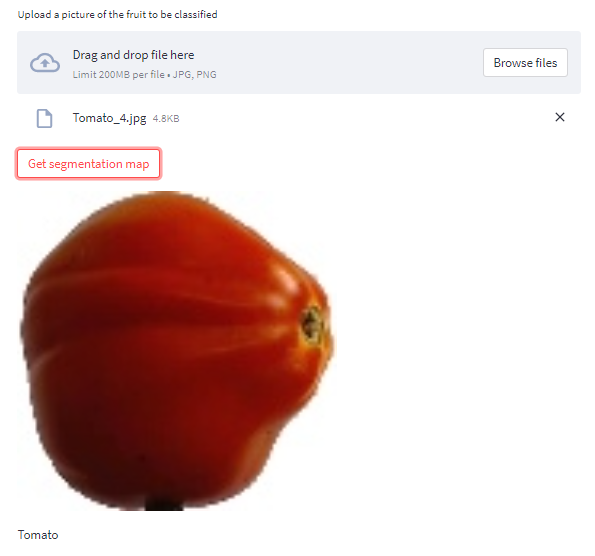 Upload a picture of the fruit to be classified
Drag and drop file here
Limit 200MB per file • JPG, PNG
Browse files
Tomato_4.jpg 4.8KB
Get segmentation map
Tomato